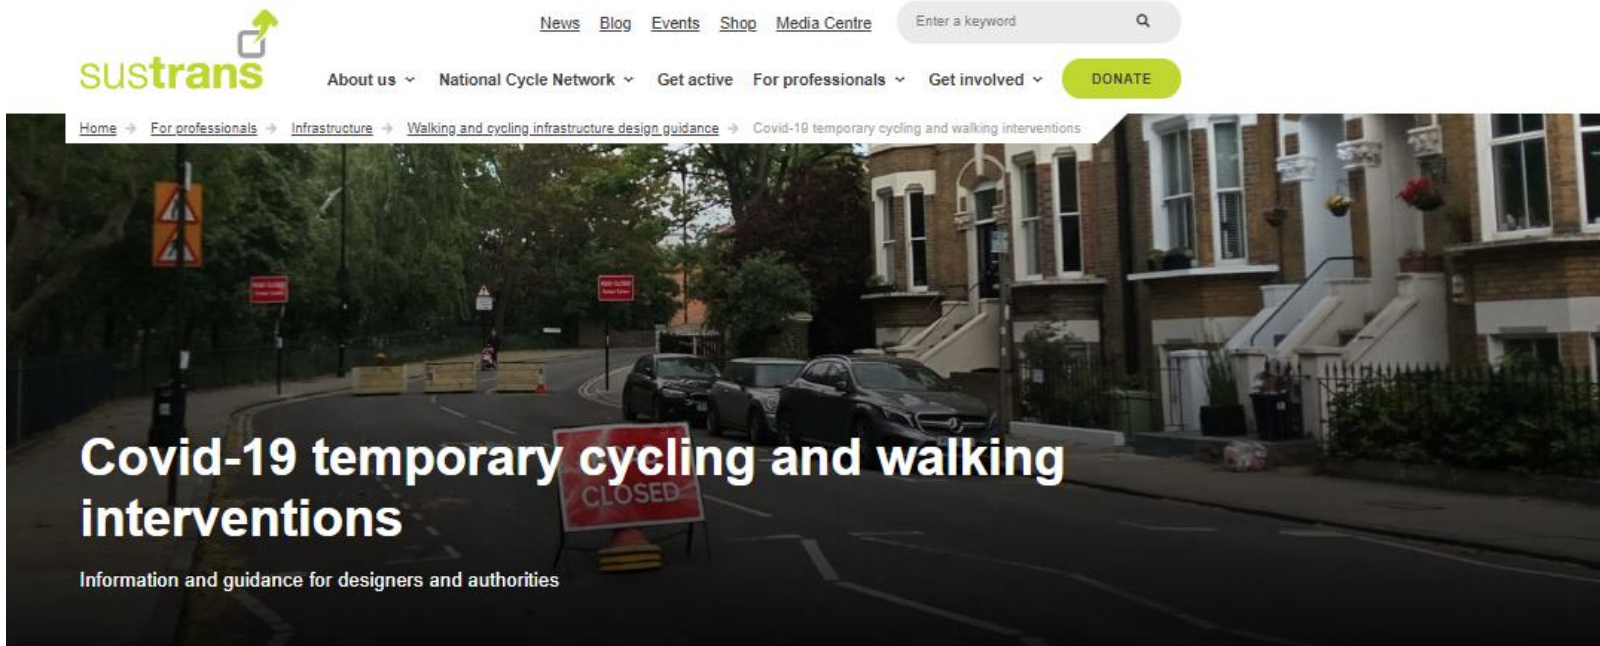 News Blog Events Shop Media Centre Enter a keyword
sustrans
About us National Cycle Network Get active For professionals Get involved DONATE
Home → For professionals → Infrastructure → Walking and cycling infrastructure design guidance → Covid-19 temporary cycling and walking interventions
Covid-19 temporary cycling and walking
interventions
CLOSED
Information and guidance for designers and authorities